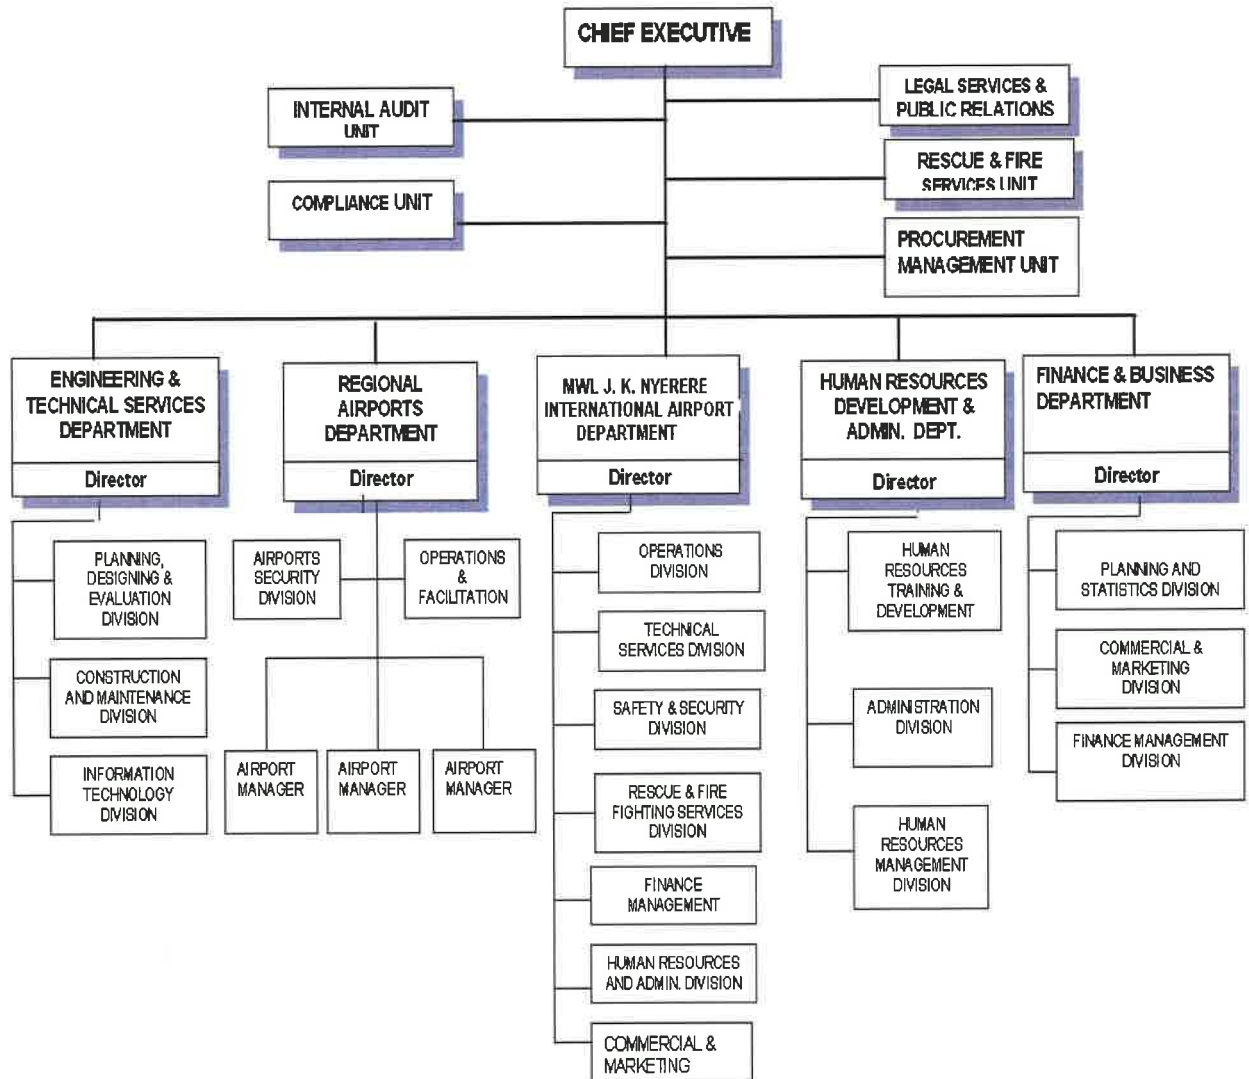 CHIEF EXECUTIVE
INTERNAL AUDIT
UNIT
LEGAL SERVICES &
PUBLIC RELATIONS
COMPLIANCE UNIT
RESCUE & FIRE
SERVICES UNIT
PROCUREMENT
MANAGEMENT UNIT
ENGINEERING &
TECHNICAL SERVICES
DEPARTMENT
Director
REGIONAL
AIRPORTS
DEPARTMENT
Director
MWL J. K. NYERERE
INTERNATIONAL AIRPORT
DEPARTMENT
Director
HUMAN RESOURCES
DEVELOPMENT &
ADMIN. DEPT.
Director
FINANCE & BUSINESS
DEPARTMENT
Director
PLANNING,
DESIGNING &
EVALUATION
DIVISION
CONSTRUCTION
AND MAINTENANCE
DIVISION
INFORMATION
TECHNOLOGY
DIVISION
AIRPORTS
SECURITY
DIVISION
OPERATIONS
&
FACILITATION
AIRPORT
MANAGER
AIRPORT
MANAGER
AIRPORT
MANAGER
OPERATIONS
DIVISION
TECHNICAL
SERVICES DIVISION
SAFETY & SECURITY
DIVISION
RESCUE & FIRE
FIGHTING SERVICES
DIVISION
FINANCE
MANAGEMENT
HUMAN RESOURCES
AND ADMIN. DIVISION
COMMERCIAL &
MARKETING
HUMAN
RESOURCES
TRAINING &
DEVELOPMENT
ADMINISTRATION
DIVISION
HUMAN
RESOURCES
MANAGEMENT
DIVISION
PLANNING AND
STATISTICS DIVISION
COMMERCIAL &
MARKETING
DIVISION
FINANCE MANAGEMENT
DIVISION